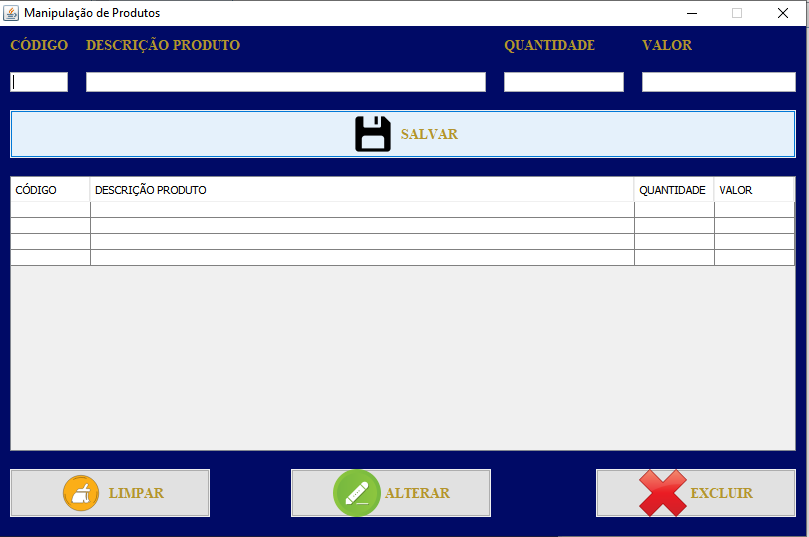 Manipulação de Produtos
CÓDIGO DESCRIÇÃO PRODUTO QUANTIDADE VALOR
SALVAR
CÓDIGO DESCRIÇÃO PRODUTO QUANTIDADE VALOR
LIMPAR ALTERAR EXCLUIR